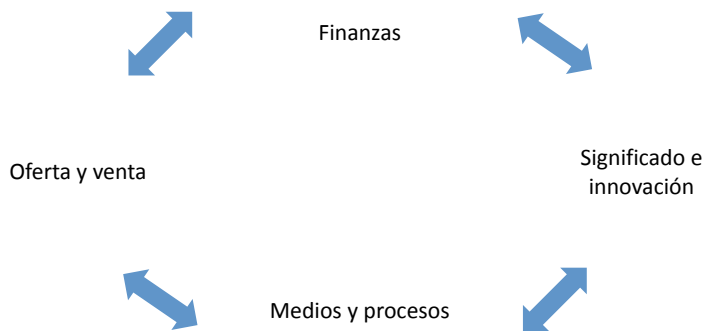 Finanzas
Oferta y venta
Significado e
innovación
Medios y procesos